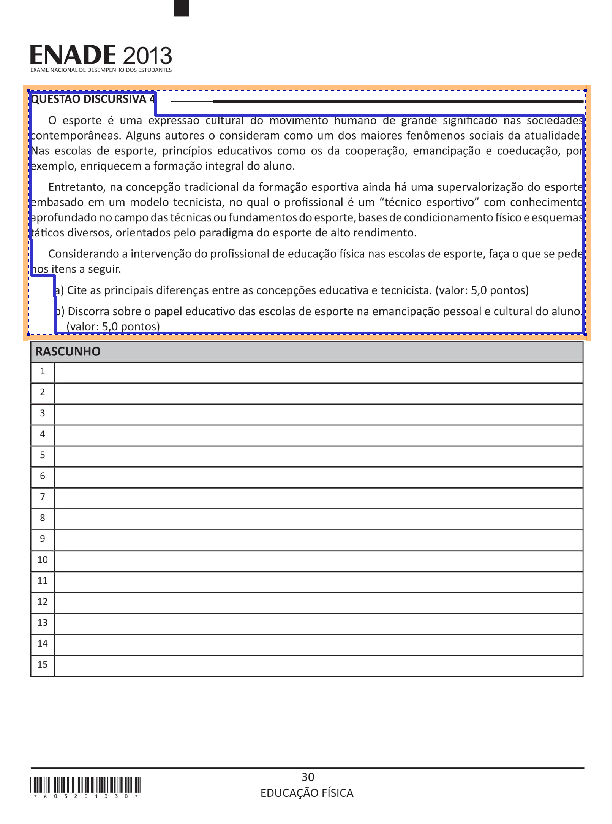 ENADE 2013
EXAME NACIONAL DE DESEMPENHO DOS ESTUDANTES
QUESTÃO DISCURSIVA 4
O esporte é uma expressão cultural do movimento humano de grande significado nas sociedades
contemporâneas. Alguns autores o consideram como um dos maiores fenômenos sociais da atualidade.
Nas escolas de esporte, princípios educativos como os da cooperação, emancipação e coeducação, por
exemplo, enriquecem a formação integral do aluno.
Entretanto, na concepção tradicional da formação esportiva ainda há uma supervalorização do esporte
embasado em um modelo tecnicista, no qual o profissional é um “técnico esportivo” com conhecimento
aprofundado no campo das técnicas ou fundamentos do esporte, bases de condicionamento físico e esquemas
táticos diversos, orientados pelo paradigma do esporte de alto rendimento.
Considerando a intervenção do profissional de educação física nas escolas de esporte, faça o que se pede
nos itens a seguir.
a) Cite as principais diferenças entre as concepções educativa e tecnicista. (valor: 5,0 pontos)
b) Discorra sobre o papel educativo das escolas de esporte na emancipação pessoal e cultural do aluno.
(valor: 5,0 pontos)
RASCUNHO
1
2
3
4
5
6
7
8
9
10
11
12
13
14
15
30
EDUCAÇÃO FÍSICA